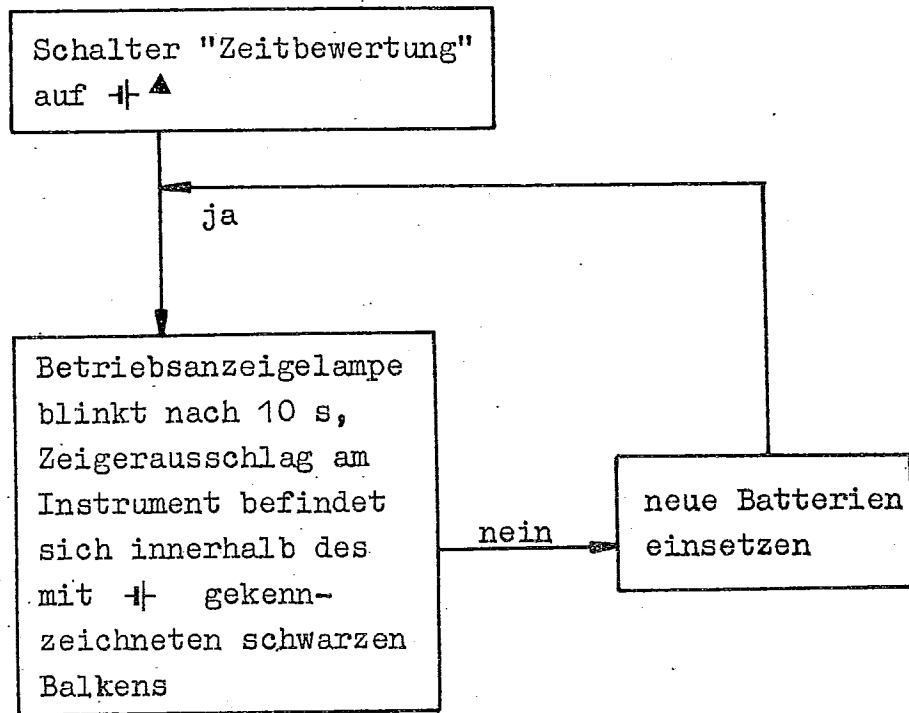 Schalter "Zeitbewertung"
auf ⊣⊢ ▲
ja
Betriebsanzeigelampe
blinkt nach 10 s,
Zeigerausschlag am
Instrument befindet
sich innerhalb des
mit ⊣⊢ gekenn-
zeichneten schwarzen
Balkens
nein
neue Batterien
einsetzen